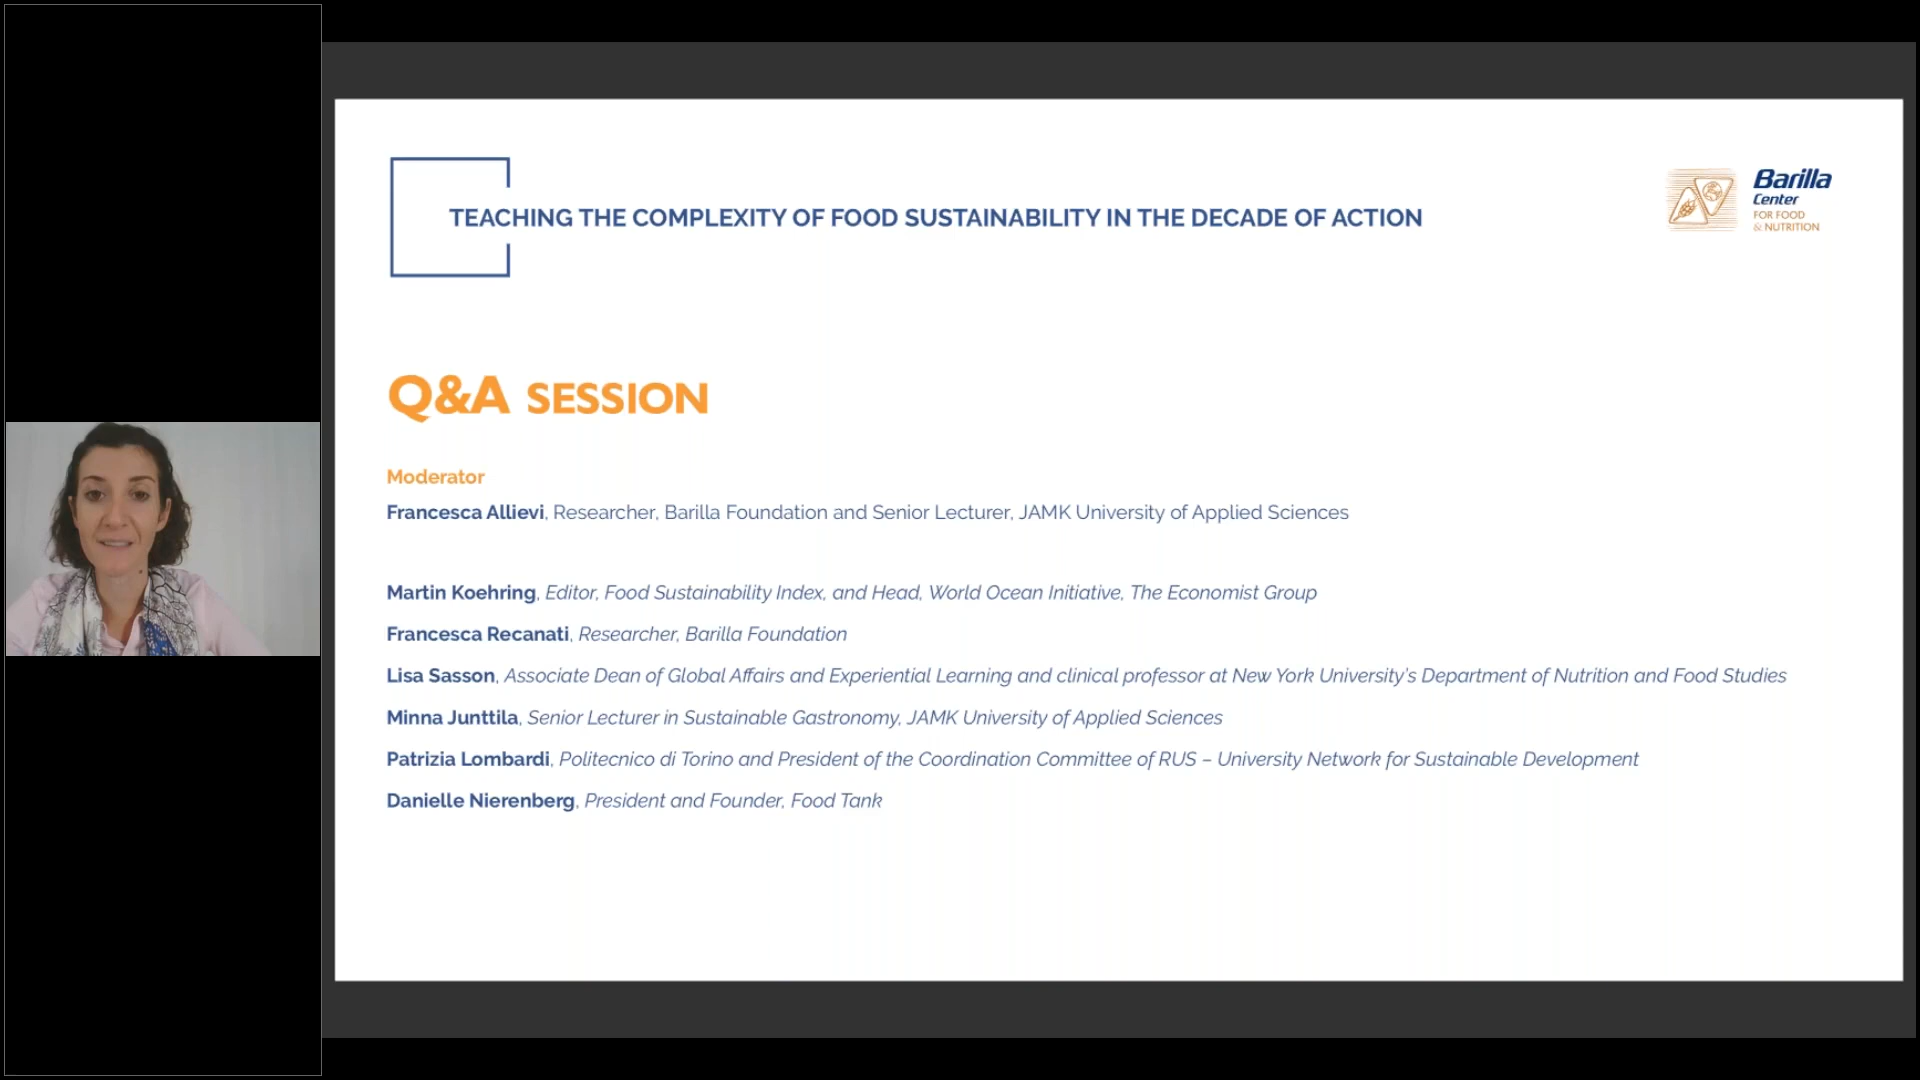 TEACHING THE COMPLEXITY OF FOOD SUSTAINABILITY IN THE DECADE OF ACTION
Barilla
Center
FOR FOOD
& NUTRITION
Q&A SESSION
Moderator
Francesca Allievi, Researcher, Barilla Foundation and Senior Lecturer, JAMK University of Applied Sciences
Martin Koehring, Editor, Food Sustainability Index, and Head, World Ocean Initiative, The Economist Group
Francesca Recanati, Researcher, Barilla Foundation
Lisa Sasson, Associate Dean of Global Affairs and Experiential Learning and clinical professor at New York University's Department of Nutrition and Food Studies
Minna Junttila, Senior Lecturer in Sustainable Gastronomy, JAMK University of Applied Sciences
Patrizia Lombardi, Politecnico di Torino and President of the Coordination Committee of RUS – University Network for Sustainable Development
Danielle Nierenberg, President and Founder, Food Tank